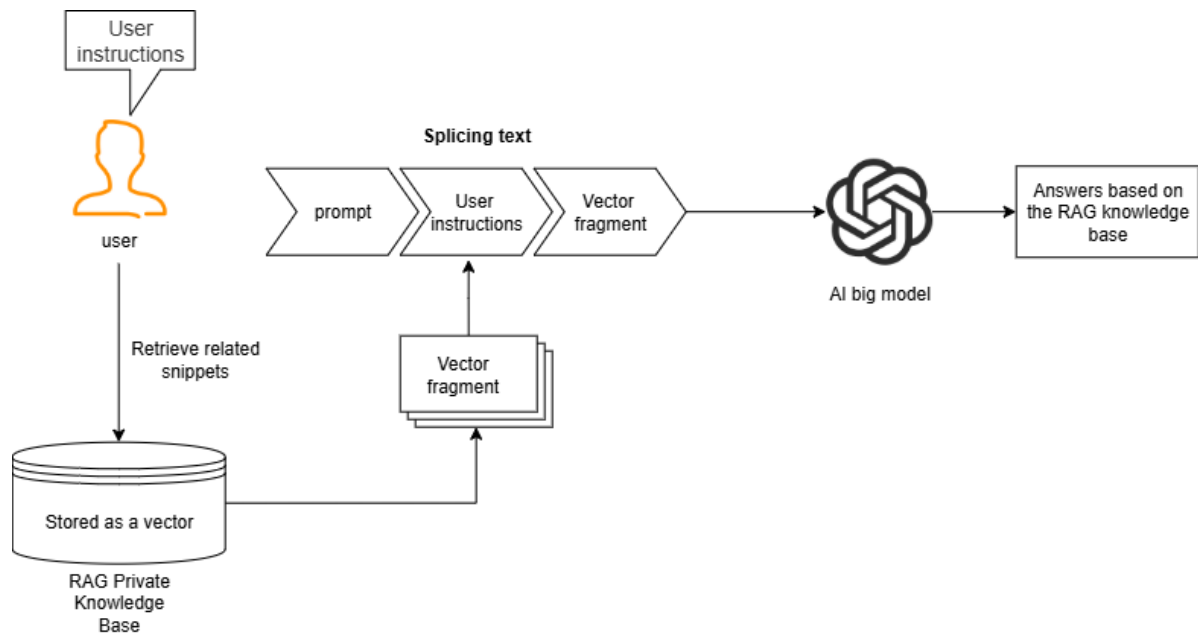 User
instructions
user
Retrieve related
snippets
Stored as a vector
RAG Private
Knowledge
Base
Splicing text
prompt
User
instructions
Vector
fragment
Vector
fragment
AI big model
Answers based on
the RAG knowledge
base